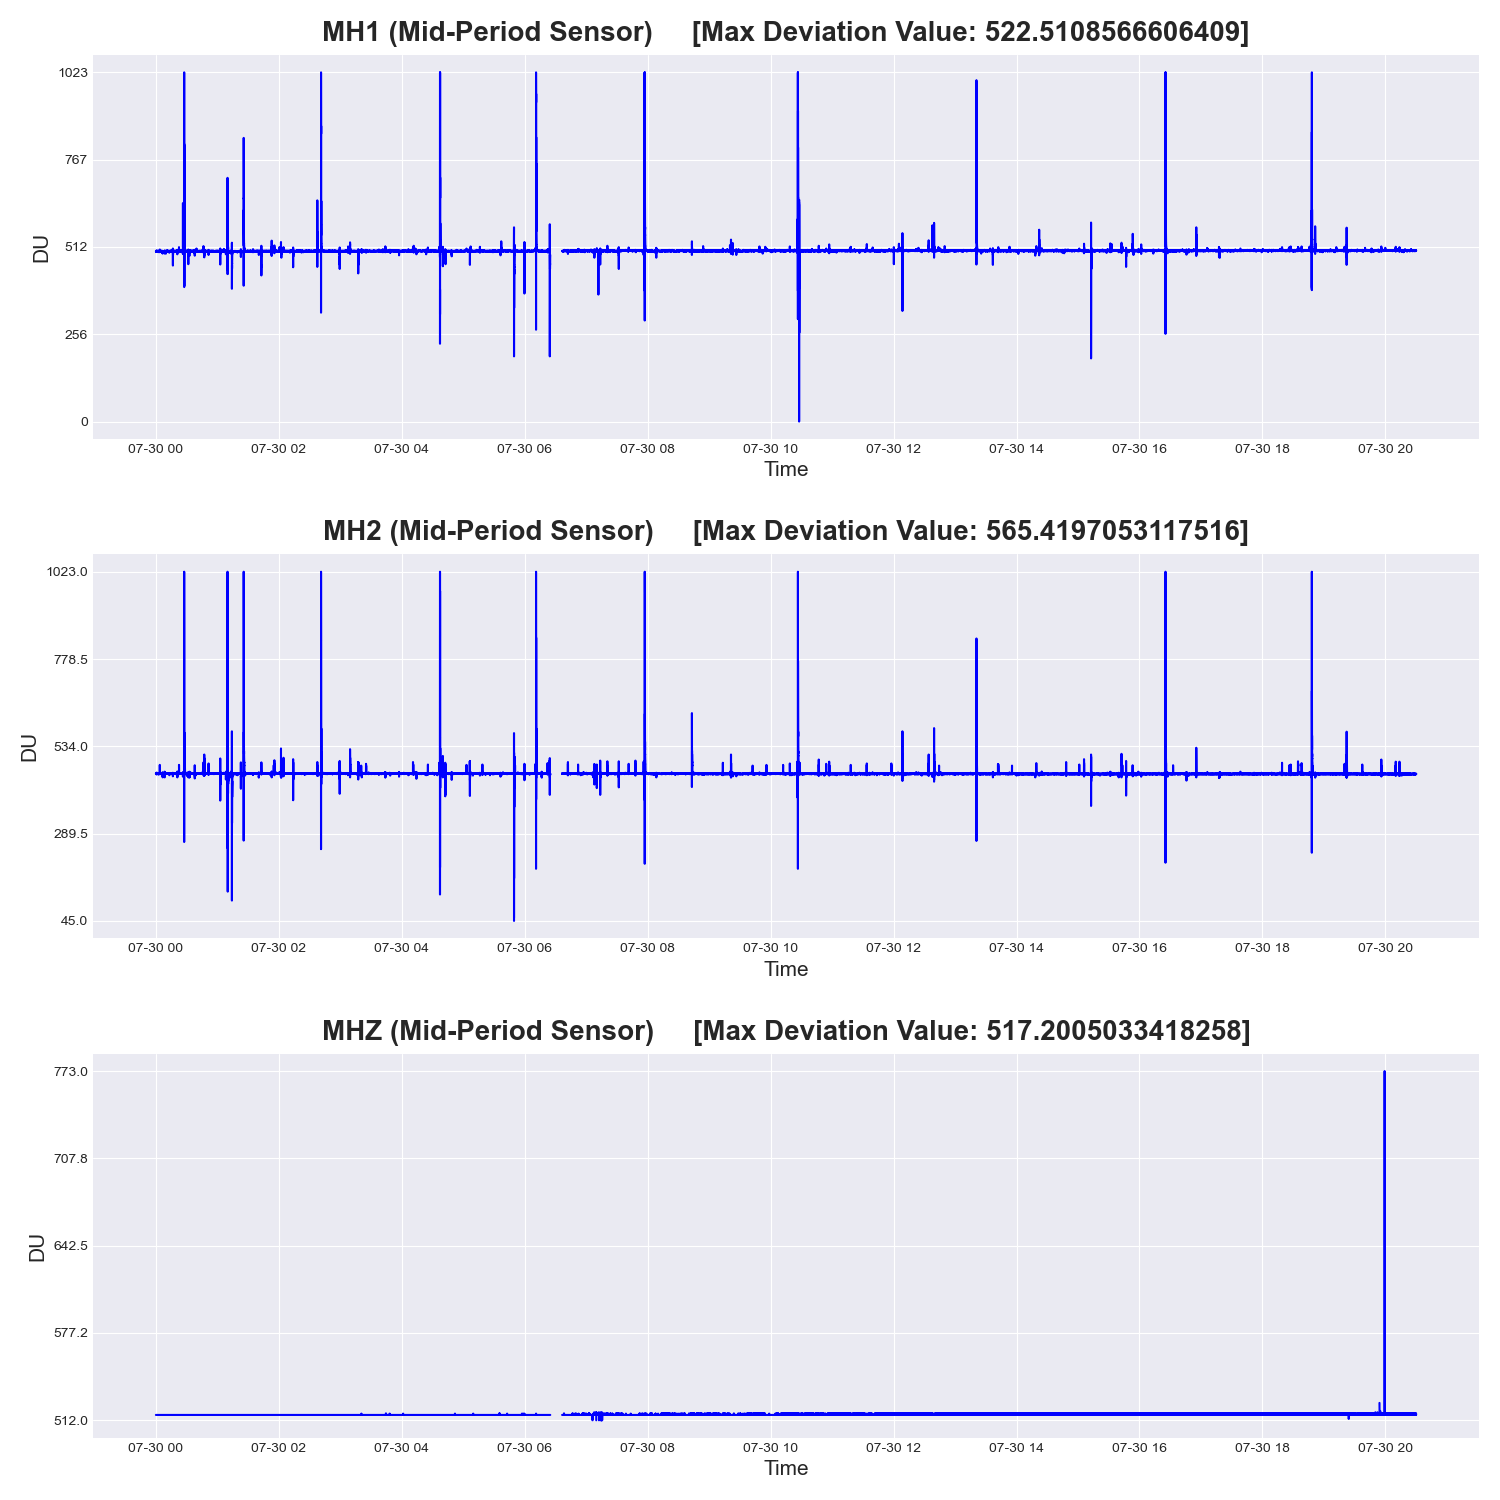 MH1 (Mid-Period Sensor) [Max Deviation Value: 522.5108566606409]
1023
767
512
256
0
DU
07-30 00 07-30 02 07-30 04 07-30 06 07-30 08 07-30 10 07-30 12 07-30 14 07-30 16 07-30 18 07-30 20
Time
MH2 (Mid-Period Sensor) [Max Deviation Value: 565.4197053117516]
1023.0
778.5
534.0
289.5
45.0
DU
07-30 00 07-30 02 07-30 04 07-30 06 07-30 08 07-30 10 07-30 12 07-30 14 07-30 16 07-30 18 07-30 20
Time
MHZ (Mid-Period Sensor) [Max Deviation Value: 517.2005033418258]
773.0
707.8
642.5
577.2
512.0
DU
07-30 00 07-30 02 07-30 04 07-30 06 07-30 08 07-30 10 07-30 12 07-30 14 07-30 16 07-30 18 07-30 20
Time